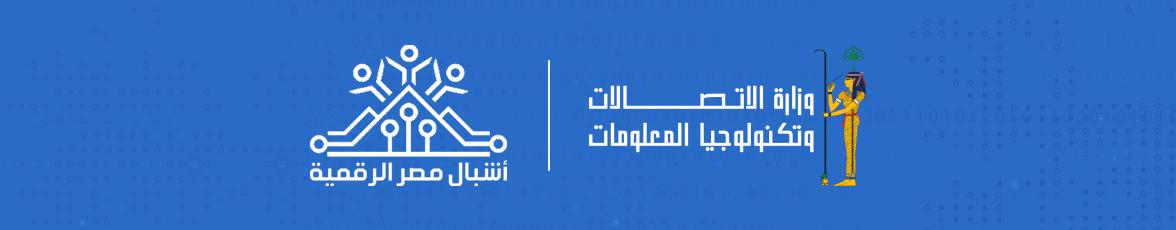 وزارة الاتصالات
وتكنولوجيا المعلومات
أشبال مصر الرقمية